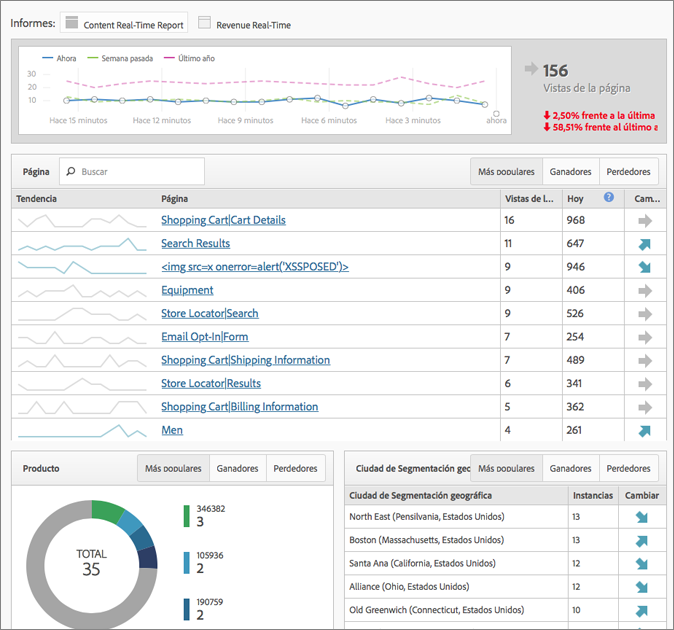 Informes: Content Real-Time Report Revenue Real-Time
Ahora Semana pasada Último año
30
20
10
Hace 15 minutos Hace 12 minutos Hace 9 minutos Hace 6 minutos Hace 3 minutos ahora
156
Vistas de la página
2,50% frente a la última
58,51% frente al último a
Página Buscar Más populares Ganadores Perdedores
Tendencia Página Vistas de l... Hoy ? Cam...
Shopping Cart|Cart Details 16 968
Search Results 11 647
<img src=x onerror=alert('XSSPOSED')> 9 946
Equipment 9 406
Store Locator|Search 9 526
Email Opt-In|Form 7 254
Shopping Cart|Shipping Information 7 489
Store Locator|Results 6 341
Shopping Cart|Billing Information 5 362
Men 4 261
Producto Más populares Ganadores Perdedores
TOTAL
35
346382
3
105936
2
190759
2
Ciudad de Segmentación geo Más populares Ganadores Perdedores
Ciudad de Segmentación geográfica Instancias Cambiar
North East (Pensilvania, Estados Unidos) 13
Boston (Massachusetts, Estados Unidos) 13
Santa Ana (California, Estados Unidos) 12
Alliance (Ohio, Estados Unidos) 12
Old Greenwich (Connecticut, Estados Unidos) 10